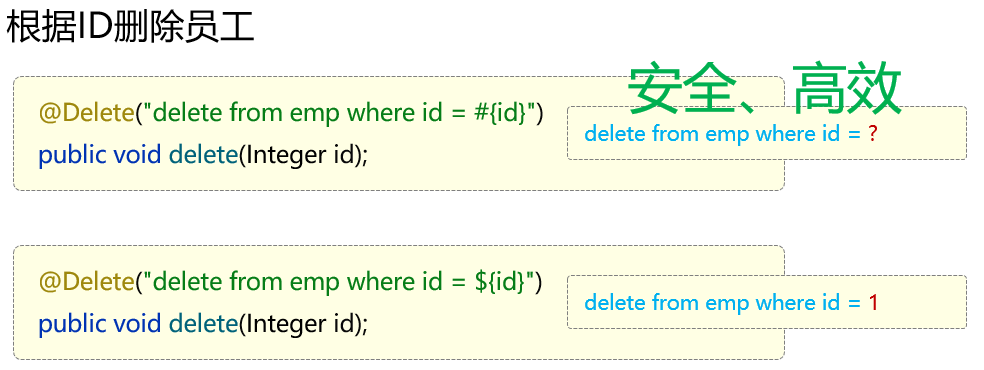 根据ID删除员工
安全、高效
@Delete("delete from emp where id = #{id}")
delete from emp where id = ?
public void delete(Integer id);
@Delete("delete from emp where id = ${id}")
delete from emp where id = 1
public void delete(Integer id);